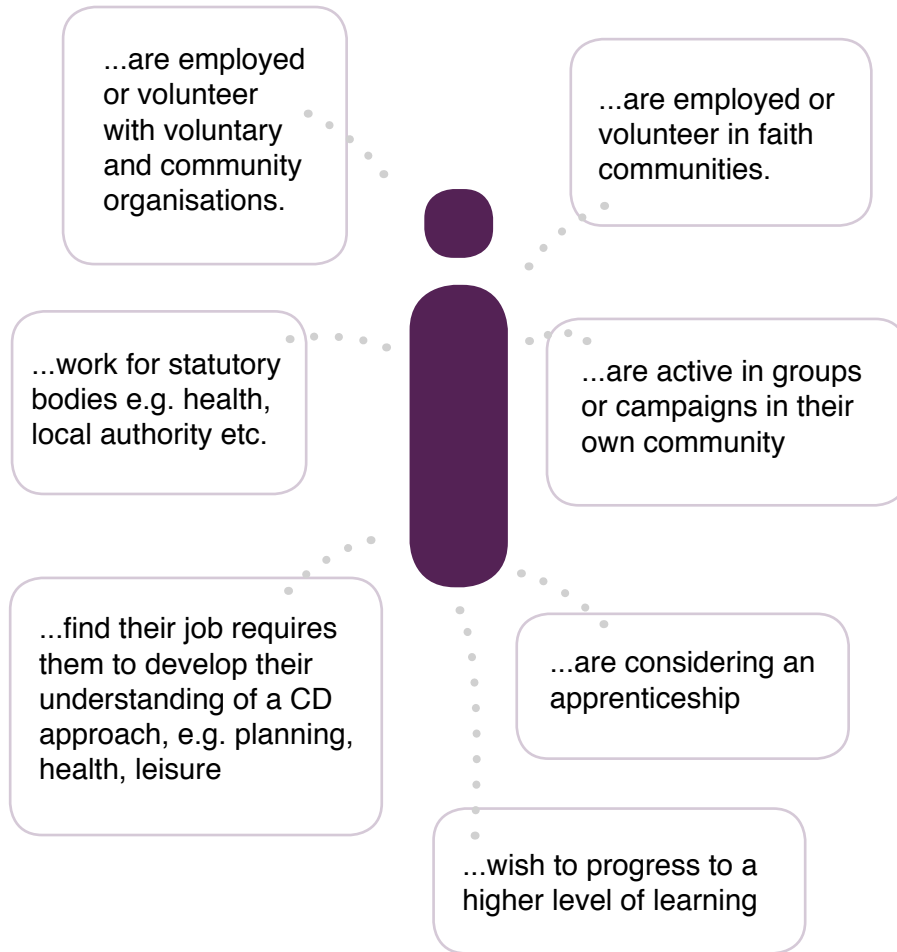 ...are employed
or volunteer
with voluntary
and community
organisations.
...are employed or
volunteer in faith
communities.
...work for statutory
bodies e.g. health,
local authority etc.
...are active in groups
or campaigns in their
own community
...find their job requires
them to develop their
understanding of a CD
approach, e.g. planning,
health, leisure
...are considering an
apprenticeship
...wish to progress to a
higher level of learning